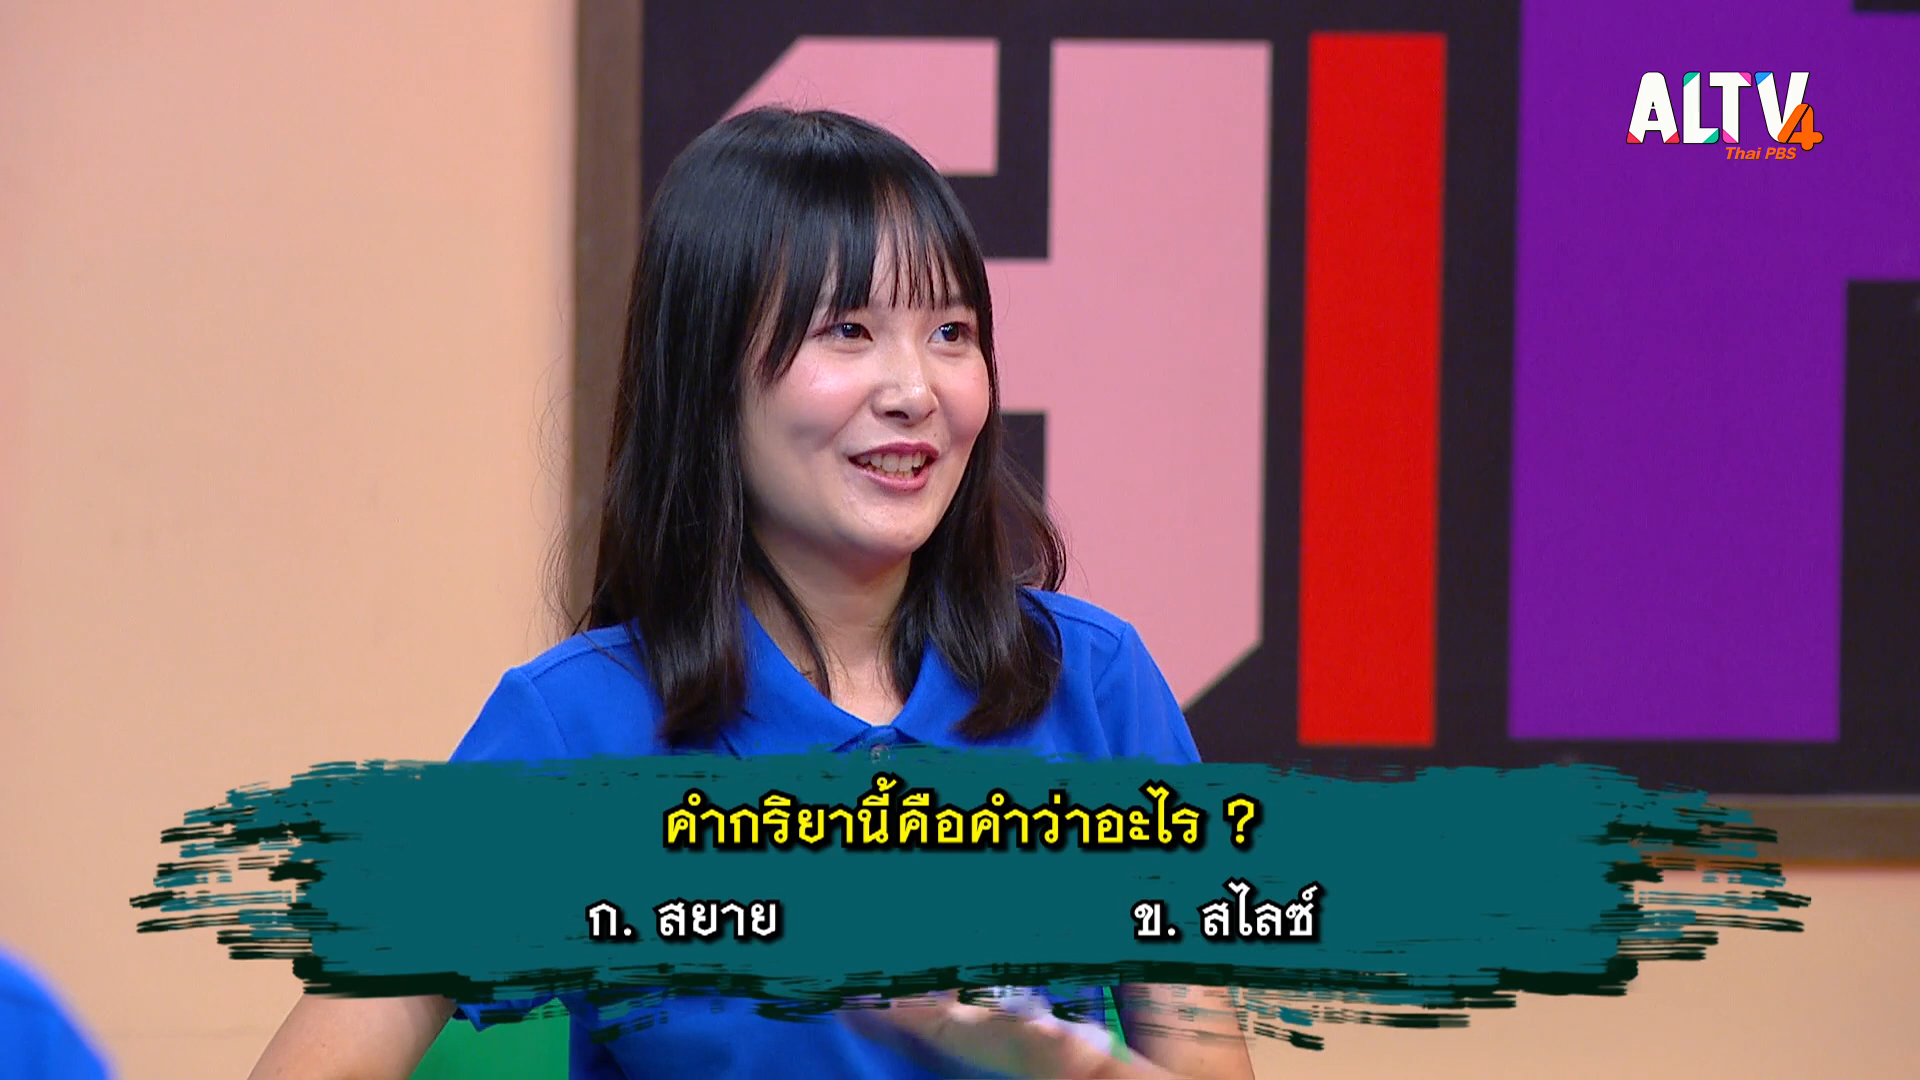 ALTV4
Thai PBS
คำกริยานี้คือคำว่าอะไร ?
ก. สยาย
ข. สไลซ์